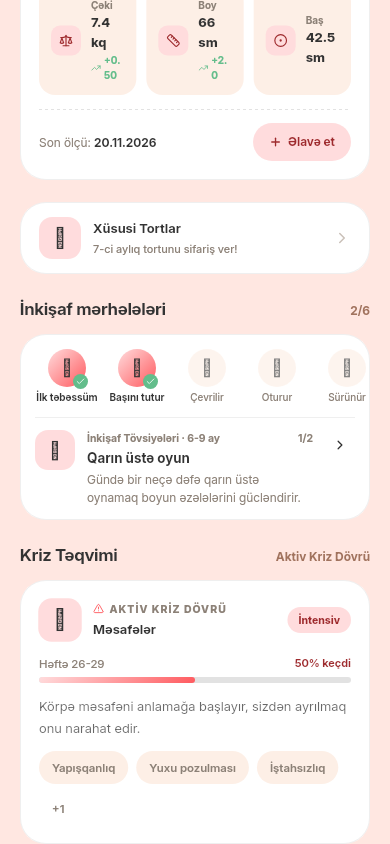 Çəki
7.4
kq
+0.
50
Boy
66
sm
+2.
0
Baş
42.5
sm
Son ölçü: 20.11.2026
+ Əlavə et
Xüsusi Tortlar
7-ci aylıq tortunu sifariş ver!
İnkişaf mərhələləri
2/6
İlk təbəssüm
Başını tutur
Çevrilir
Oturur
Sürünür
İnkişaf Tövsiyələri · 6-9 ay
1/2
Qarın üstə oyun
Gündə bir neçə dəfə qarın üstə
oynamaq boyun əzələlərini gücləndirir.
Kriz Təqvimi
Aktiv Kriz Dövrü
AKTİV KRİZ DÖVRÜ
Məsafələr
İntensiv
Həftə 26-29
50% keçdi
Körpə məsafəni anlamağa başlayır, sizdən ayrılmaq
onu narahat edir.
Yapışqanlıq
Yuxu pozulması
İştahsızlıq
+1